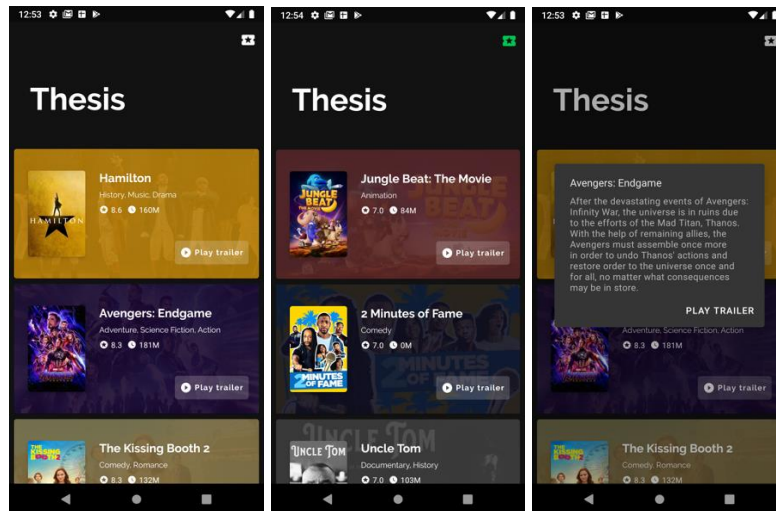 12:53
Thesis
Hamilton
History, Music, Drama
8.6 160M
HAMILTON
Play trailer
Avengers: Endgame
Adventure, Science Fiction, Action
8.3 181M
Play trailer
The Kissing Booth 2
Comedy, Romance
8.3 132M
12:54
Thesis
Jungle Beat: The Movie
Animation
7.0 84M
JUNGLE
BEAT
Play trailer
2 Minutes of Fame
Comedy
7.0 0M
2 MINUTES
OF FAME
Play trailer
UNCLE TOM
Uncle Tom
Documentary, History
7.0 103M
UNCLE TOM
12:53
Thesis
Avengers: Endgame
After the devastating events of Avengers:
Infinity War, the universe is in ruins due
to the efforts of the Mad Titan, Thanos.
With the help of remaining allies, the
Avengers must assemble once more
in order to undo Thanos' actions and
restore order to the universe once and
for all, no matter what consequences
may be in store.
PLAY TRAILER
Adventure, Science Fiction, Action
8.3 181M
Play trailer
The Kissing Booth 2
Comedy, Romance
8.3 132M